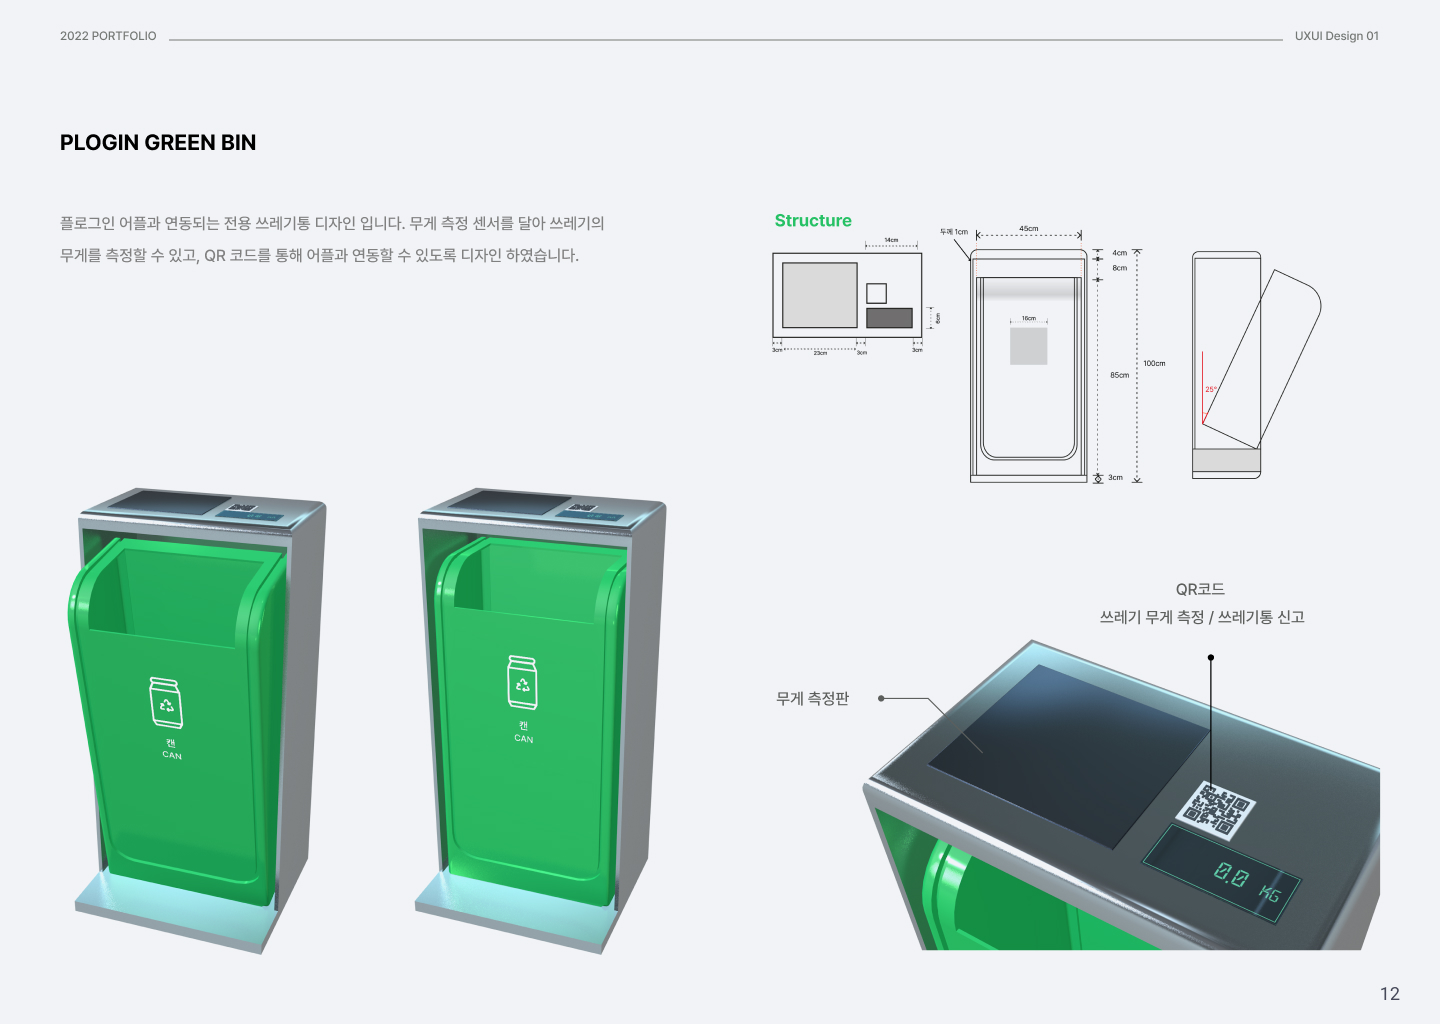 2022 PORTFOLIO
UXUI Design 01
PLOGIN GREEN BIN
플로그인 어플과 연동되는 전용 쓰레기통 디자인 입니다. 무게 측정 센서를 달아 쓰레기의
무게를 측정할 수 있고, QR 코드를 통해 어플과 연동할 수 있도록 디자인 하였습니다.
Structure
14cm
6cm
3cm
23cm
3cm
3cm
두께 1cm
45cm
4cm
8cm
16cm
85cm
100cm
3cm
25°
캔
CAN
캔
CAN
QR코드
쓰레기 무게 측정 / 쓰레기통 신고
무게 측정판
0.0 KG
12